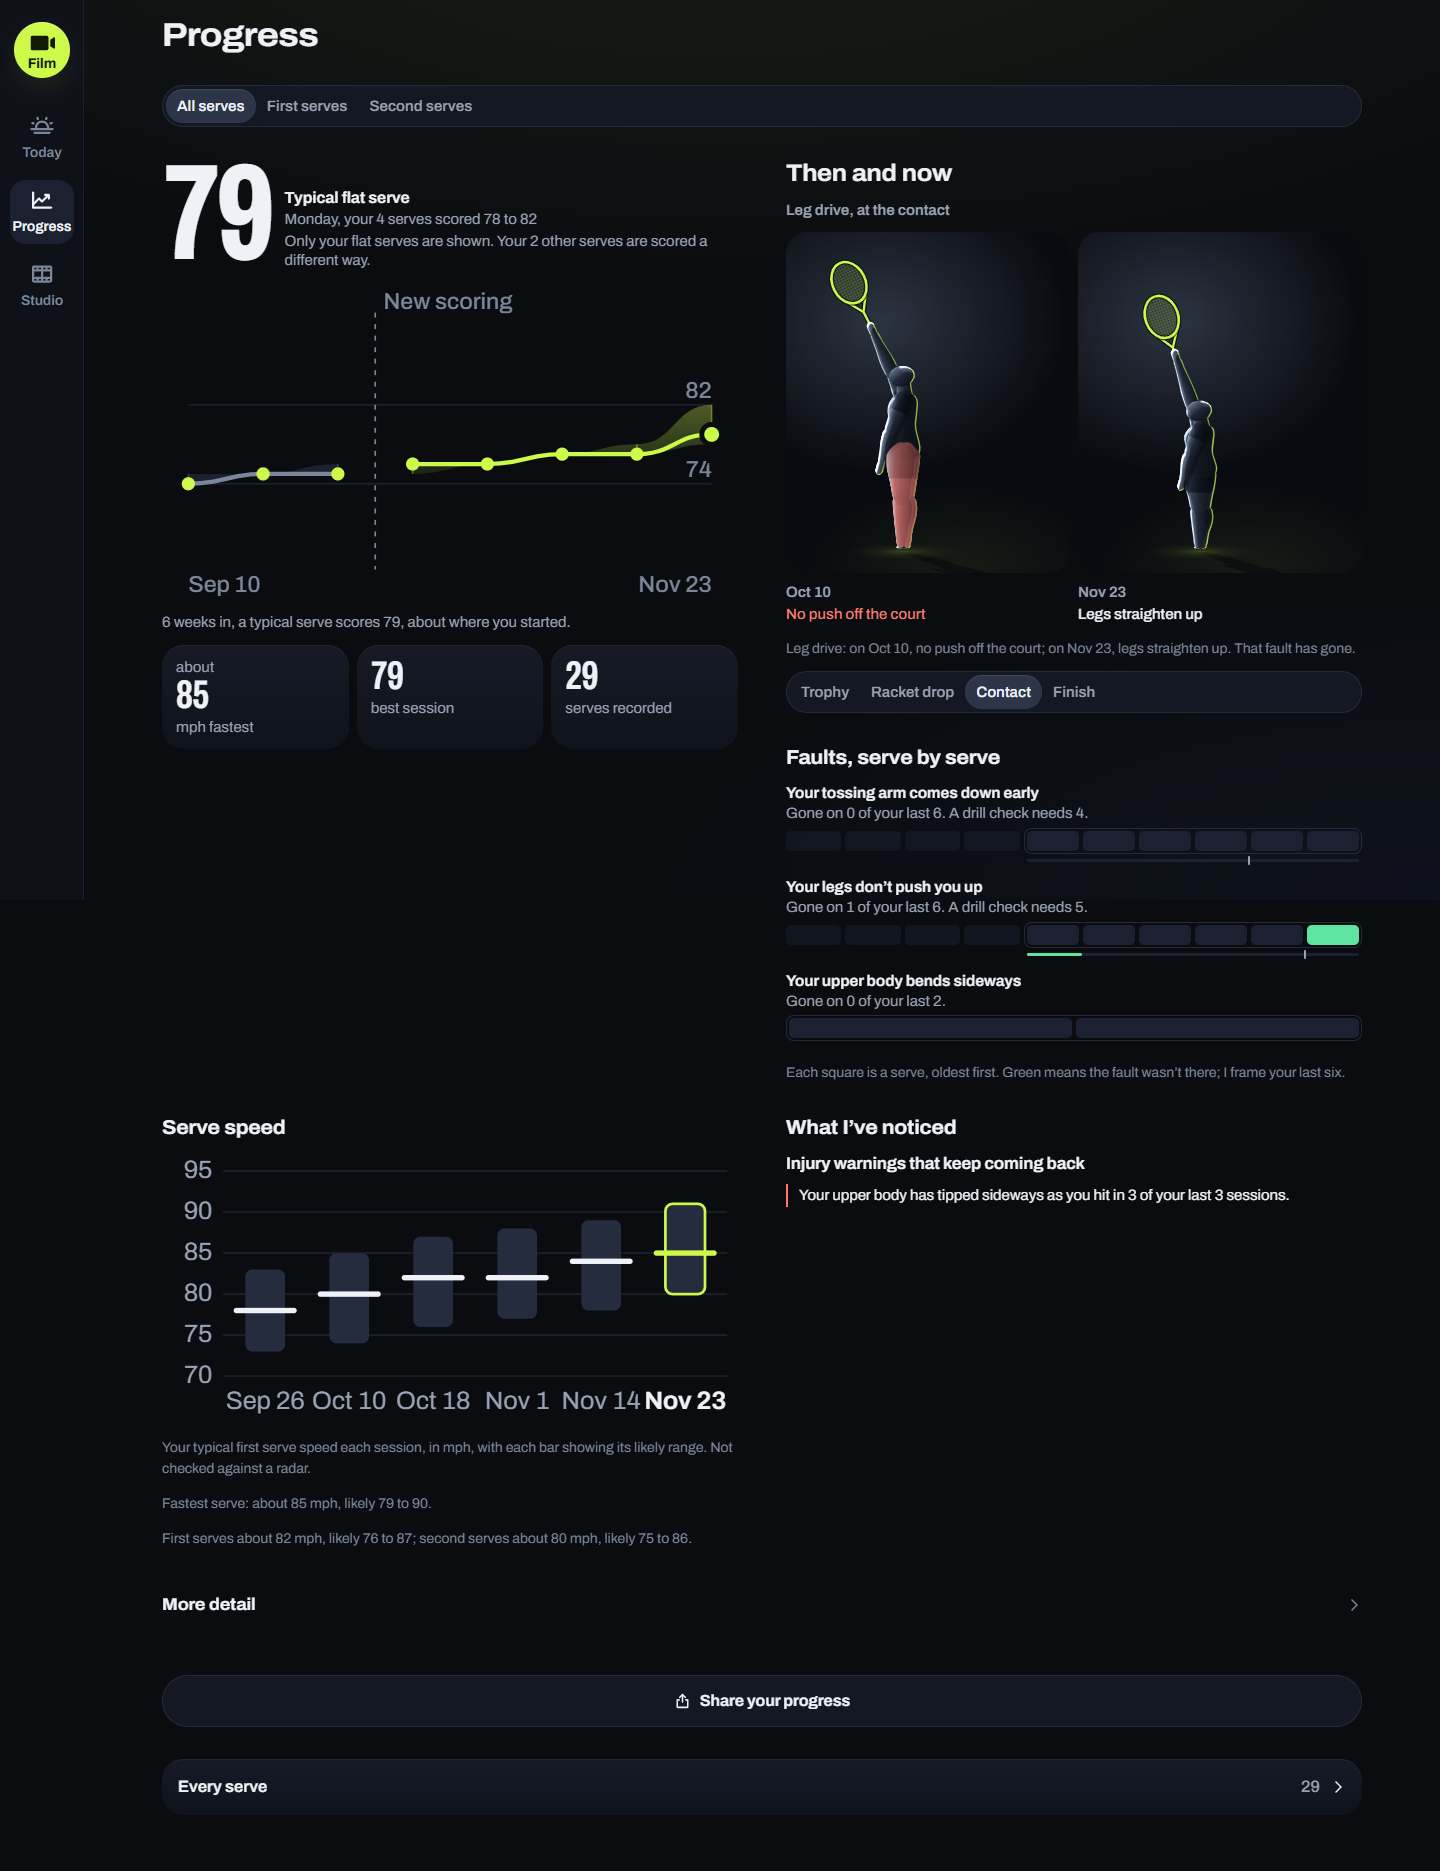 Film
Today
Progress
Studio
Progress
All serves
First serves
Second serves
79
Typical flat serve
Monday, your 4 serves scored 78 to 82
Only your flat serves are shown. Your 2 other serves are scored a
different way.
New scoring
82
74
Sep 10
Nov 23
6 weeks in, a typical serve scores 79, about where you started.
about
85
mph fastest
79
best session
29
serves recorded
Then and now
Leg drive, at the contact
Oct 10
No push off the court
Nov 23
Legs straighten up
Leg drive: on Oct 10, no push off the court; on Nov 23, legs straighten up. That fault has gone.
Trophy
Racket drop
Contact
Finish
Faults, serve by serve
Your tossing arm comes down early
Gone on 0 of your last 6. A drill check needs 4.
Your legs don’t push you up
Gone on 1 of your last 6. A drill check needs 5.
Your upper body bends sideways
Gone on 0 of your last 2.
Each square is a serve, oldest first. Green means the fault wasn’t there; I frame your last six.
Serve speed
95
90
85
80
75
70
Sep 26
Oct 10
Oct 18
Nov 1
Nov 14
Nov 23
Your typical first serve speed each session, in mph, with each bar showing its likely range. Not
checked against a radar.
Fastest serve: about 85 mph, likely 79 to 90.
First serves about 82 mph, likely 76 to 87; second serves about 80 mph, likely 75 to 86.
What I’ve noticed
Injury warnings that keep coming back
Your upper body has tipped sideways as you hit in 3 of your last 3 sessions.
More detail
Share your progress
Every serve
29